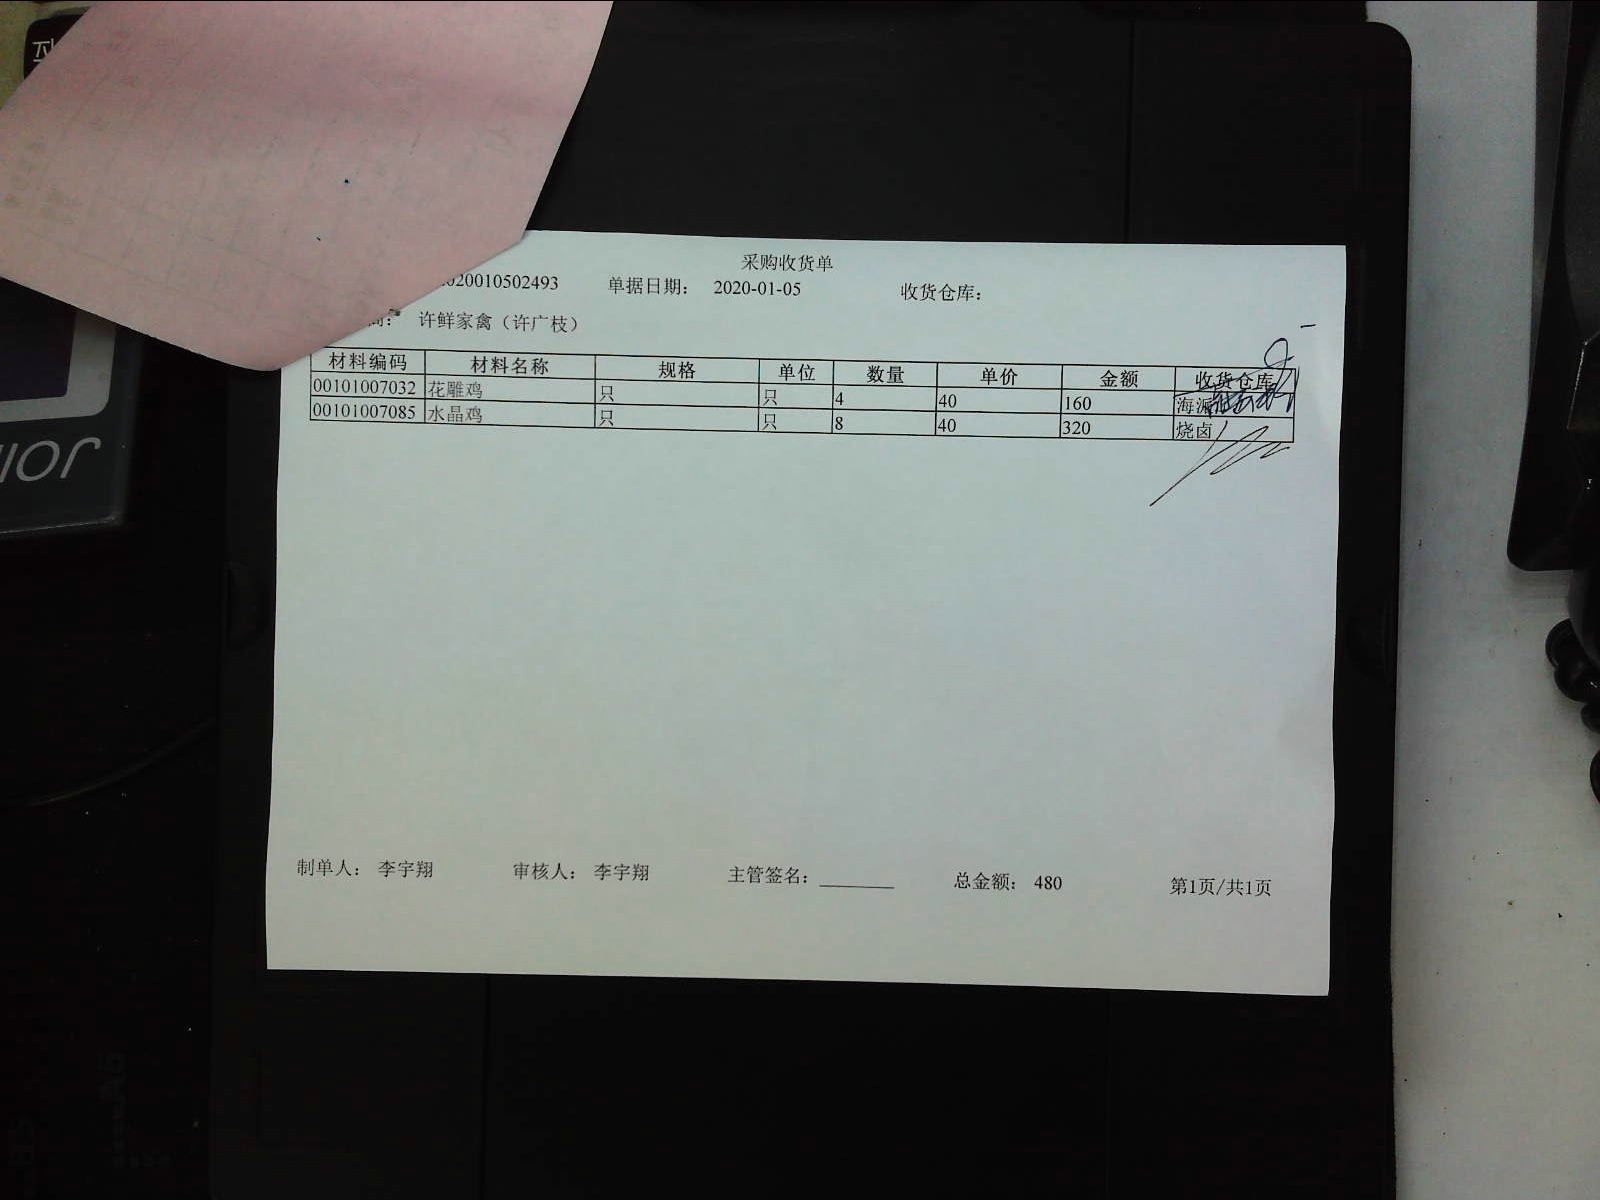 采购收货单
020010502493 单据日期： 2020-01-05 收货仓库：
商： 许鲜家禽（许广枝）
材料编码 材料名称 规格 单位 数量 单价 金额 收货仓库
00101007032 花雕鸡 只 只 4 40 160 海派
00101007085 水晶鸡 只 只 8 40 320 烧卤
制单人： 李宇翔 审核人： 李宇翔 主管签名： 总金额： 480 第1页/共1页